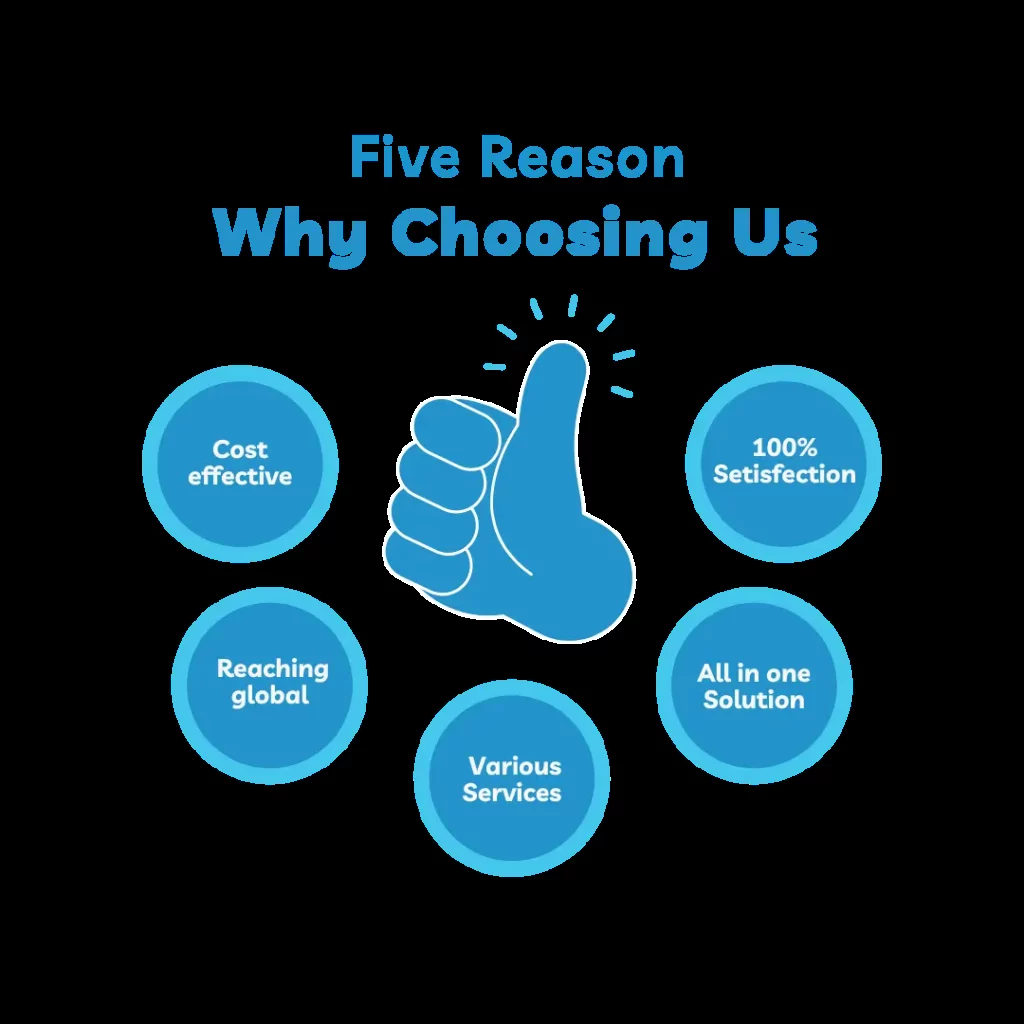 Five Reason
Why Choosing Us
Cost
effective
100%
Setisfection
Reaching
global
All in one
Solution
Various
Services